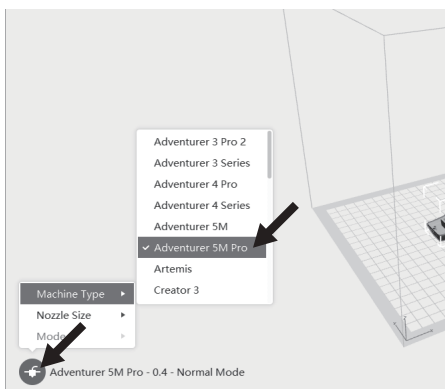 Adventurer 3 Pro 2
Adventurer 3 Series
Adventurer 4 Pro
Adventurer 4 Series
Adventurer 5M
Adventurer 5M Pro
Artemis
Creator 3
Machine Type
Nozzle Size
Mode
Adventurer 5M Pro - 0.4 - Normal Mode